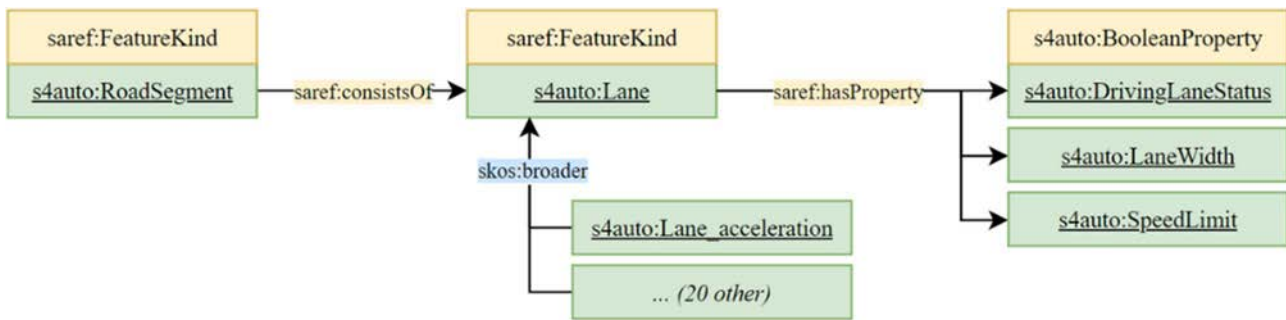 saref:FeatureKind
s4auto:RoadSegment
saref:consistsOf
saref:FeatureKind
s4auto:Lane
skos:broader
s4auto:Lane_acceleration
... (20 other)
saref:hasProperty
s4auto:BooleanProperty
s4auto:DrivingLaneStatus
s4auto:LaneWidth
s4auto:SpeedLimit